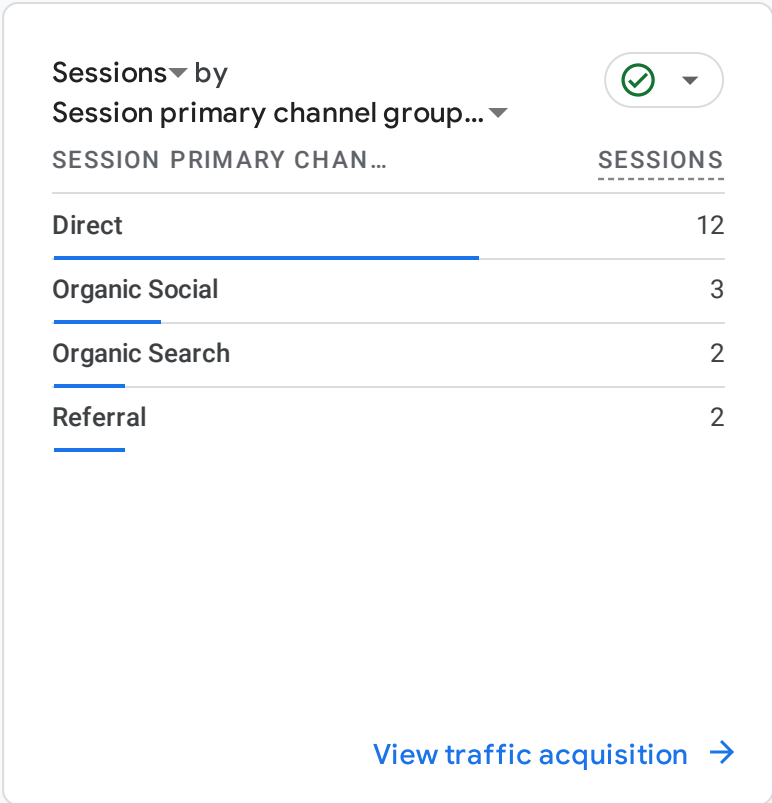 Sessions by
Session primary channel group...
SESSION PRIMARY CHAN...
SESSIONS
Direct 12
Organic Social 3
Organic Search 2
Referral 2
View traffic acquisition